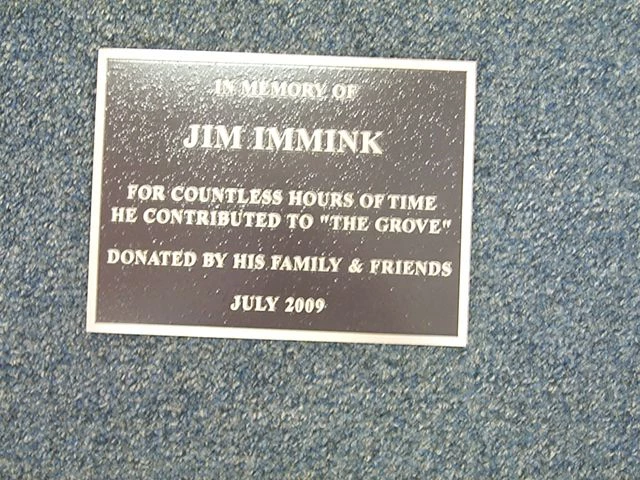 IN MEMORY OF
JIM IMMINK
FOR COUNTLESS HOURS OF TIME
HE CONTRIBUTED TO "THE GROVE"
DONATED BY HIS FAMILY & FRIENDS
JULY 2009